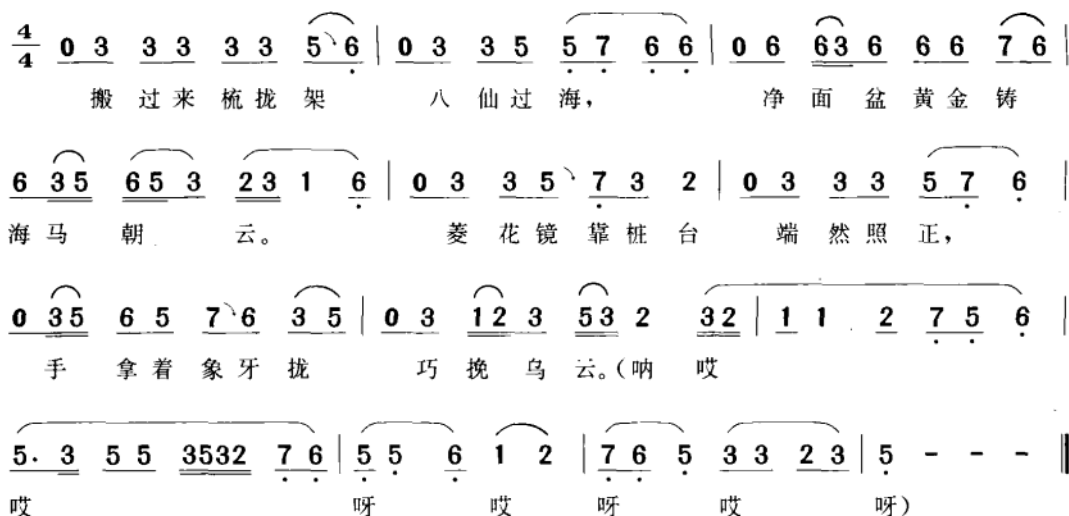 4/4 0 3 3 3 3 3 5 6 | 0 3 3 5 5 7 6 6 | 0 6 63 6 6 6 7 6 |
搬 过 来 梳 拢 架 八 仙 过 海, 净 面 盆 黄 金 铸
6 35 65 3 23 1 6 | 0 3 3 5 7 3 2 | 0 3 3 3 5 7 6 |
海 马 朝 云。 菱 花 镜 靠 桩 台 端 然 照 正,
0 35 6 5 7 6 3 5 | 0 3 12 3 53 2 32 | 1 1 2 7 5 6 |
手 拿 着 象 牙 拢 巧 挽 乌 云。(呐 哎
5. 3 5 5 3532 7 6 | 5 5 6 1 2 | 7 6 5 3 3 2 3 | 5 - - - ‖
哎 呀 哎 呀 哎 呀)